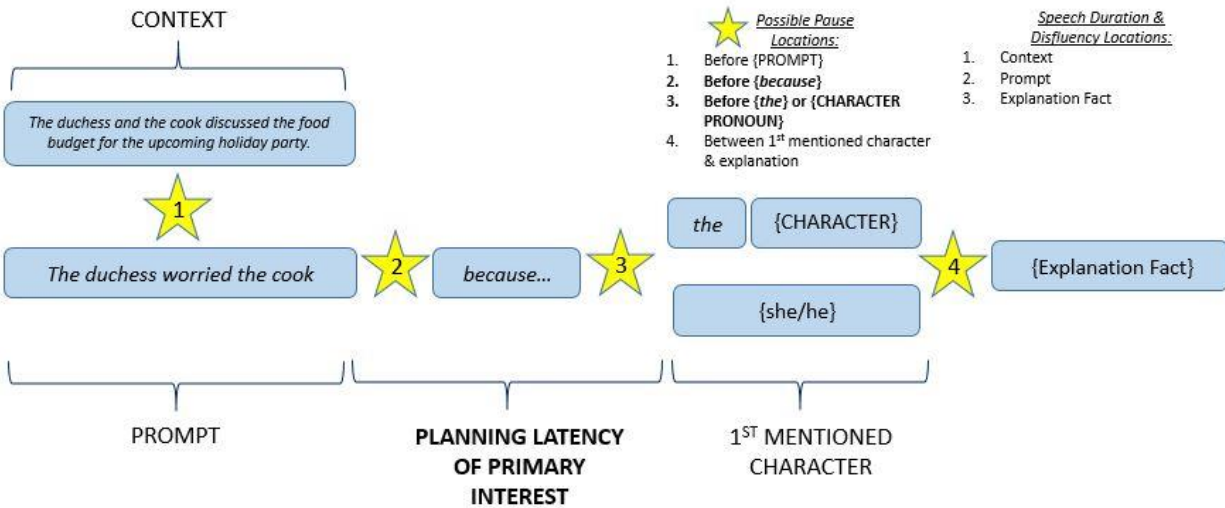 CONTEXT
The duchess and the cook discussed the food
budget for the upcoming holiday party.
1
The duchess worried the cook
2
because...
3
the
{CHARACTER}
{she/he}
4
{Explanation Fact}
PROMPT
PLANNING LATENCY
OF PRIMARY
INTEREST
1ST MENTIONED
CHARACTER
Possible Pause
Locations:
1. Before {PROMPT}
2. Before {because}
3. Before {the} or {CHARACTER
PRONOUN}
4. Between 1st mentioned character
& explanation
Speech Duration &
Disfluency Locations:
1. Context
2. Prompt
3. Explanation Fact